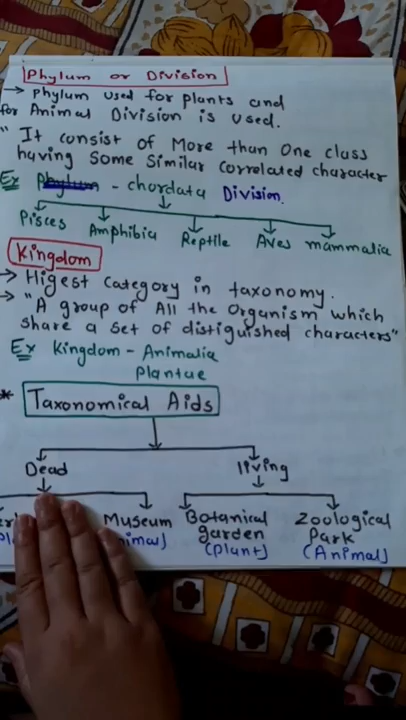 Phylum or Division
→ Phylum used for plants and
for Animal Division is used.
" It consist of More than One class
having Some Similar correlated character
Ex - chordata Division.
Pisces Amphibia Reptile Aves mammalia
Kingdom
→ Higest Category in taxonomy.
→ "A group of All the Organism which
share a set of distiguished characters"
Ex Kingdom - Animalia
Plantae
* Taxonomical Aids
Dead living
Museum Botanical Zoological
garden Park
(Plant) (Animal)